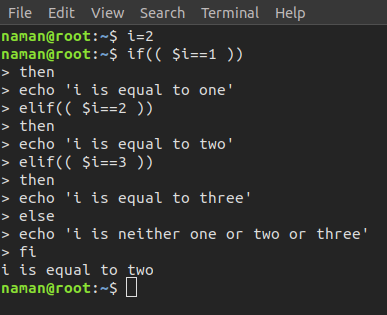 File Edit View Search Terminal Help
naman@root:~$ i=2
naman@root:~$ if(( $i==1 ))
> then
> echo 'i is equal to one'
> elif(( $i==2 ))
> then
> echo 'i is equal to two'
> elif(( $i==3 ))
> then
> echo 'i is equal to three'
> else
> echo 'i is neither one or two or three'
> fi
i is equal to two
naman@root:~$